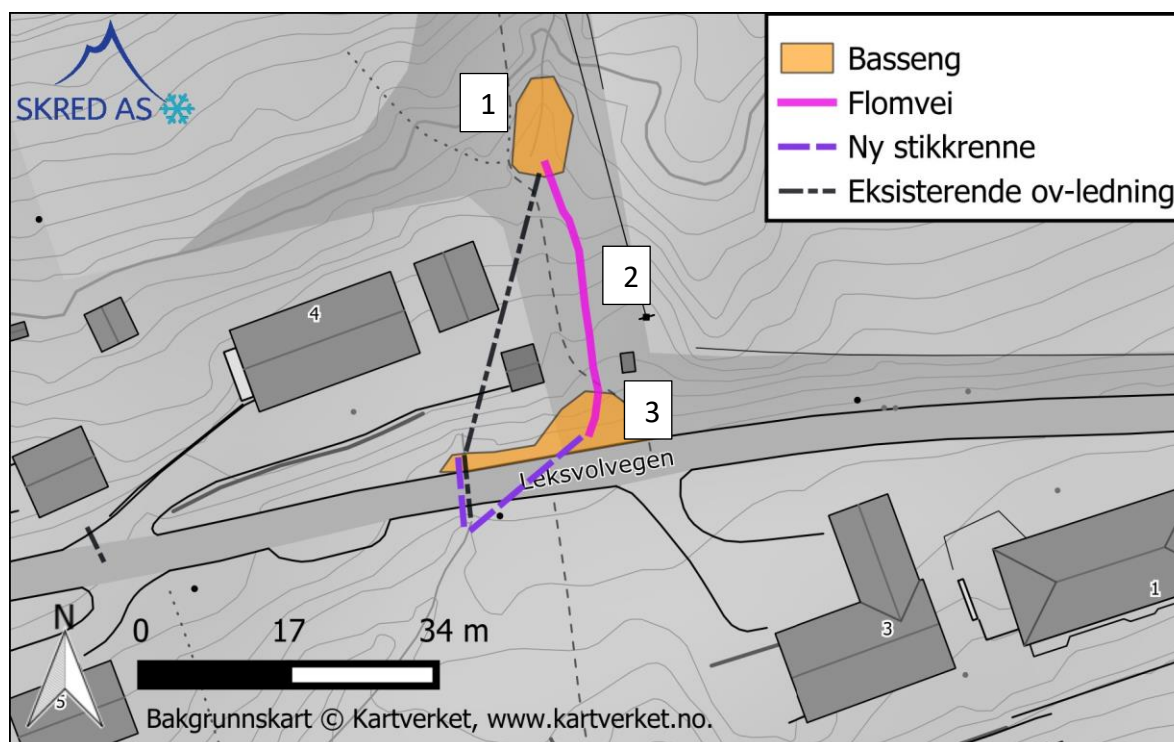 SKRED AS
1
Basseng
Flomvei
Ny stikkrenne
Eksisterende ov-ledning
2
4
3
Leksvolvegen
N
0 17 34 m
1
3
5
Bakgrunnskart © Kartverket, www.kartverket.no.